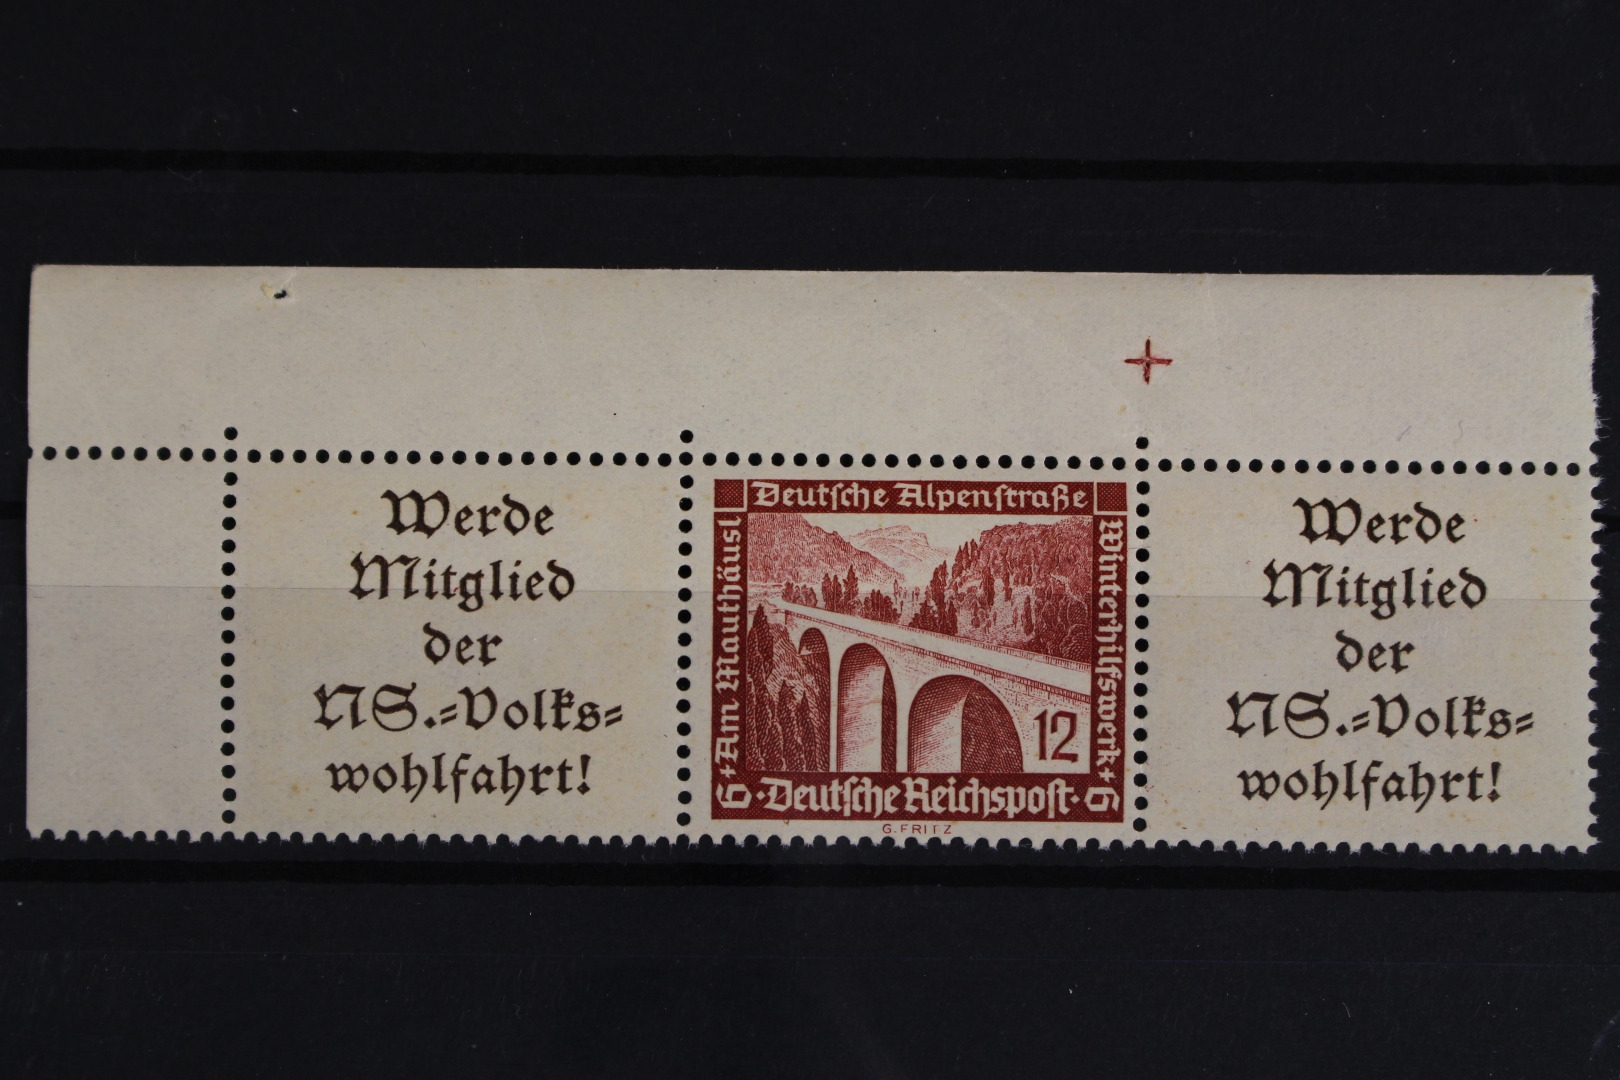 Werde
Mitglied
der
NS.-Volks-
wohlfahrt!
Deutsche Alpenstraße
Am Mauthäusl
Winterhilfswerk
12
6 + 
+ 6
·Deutsche Reichspost·
G. FRITZ
Werde
Mitglied
der
NS.-Volks-
wohlfahrt!